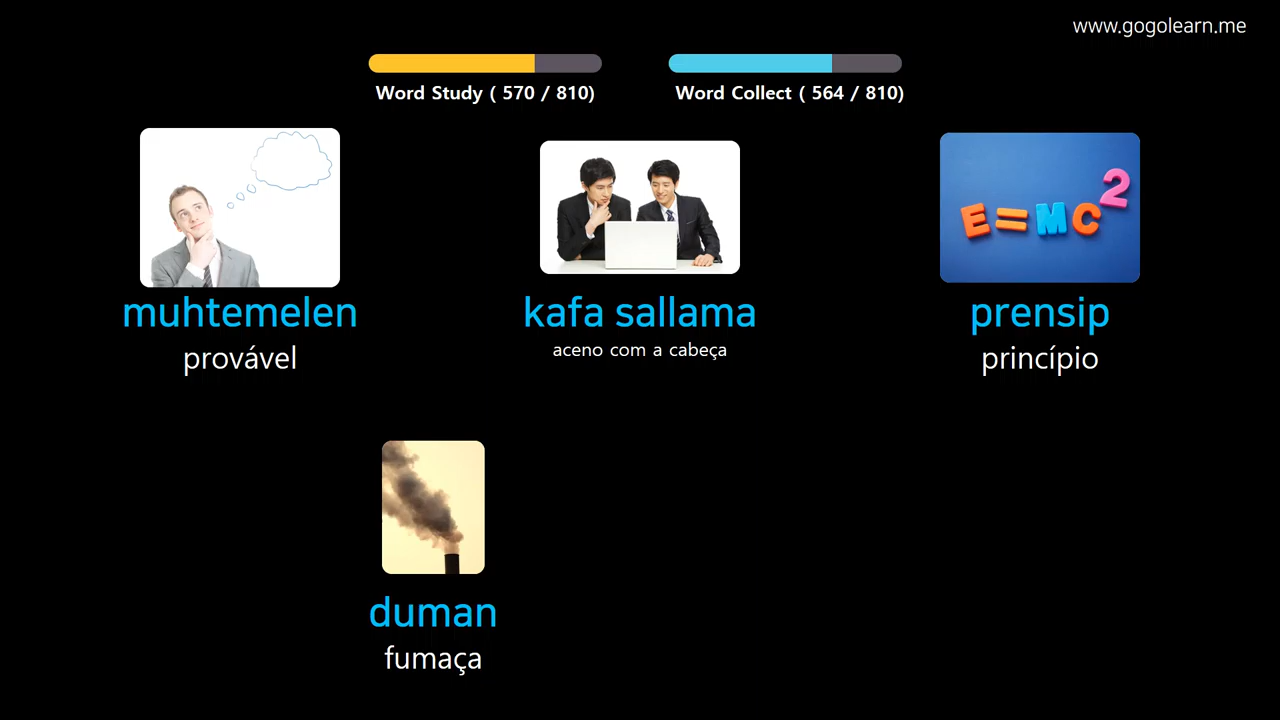 www.gogolearn.me
Word Study ( 570 / 810)
Word Collect ( 564 / 810)
E=MC2
muhtemelen
provável
kafa sallama
aceno com a cabeça
prensip
princípio
duman
fumaça